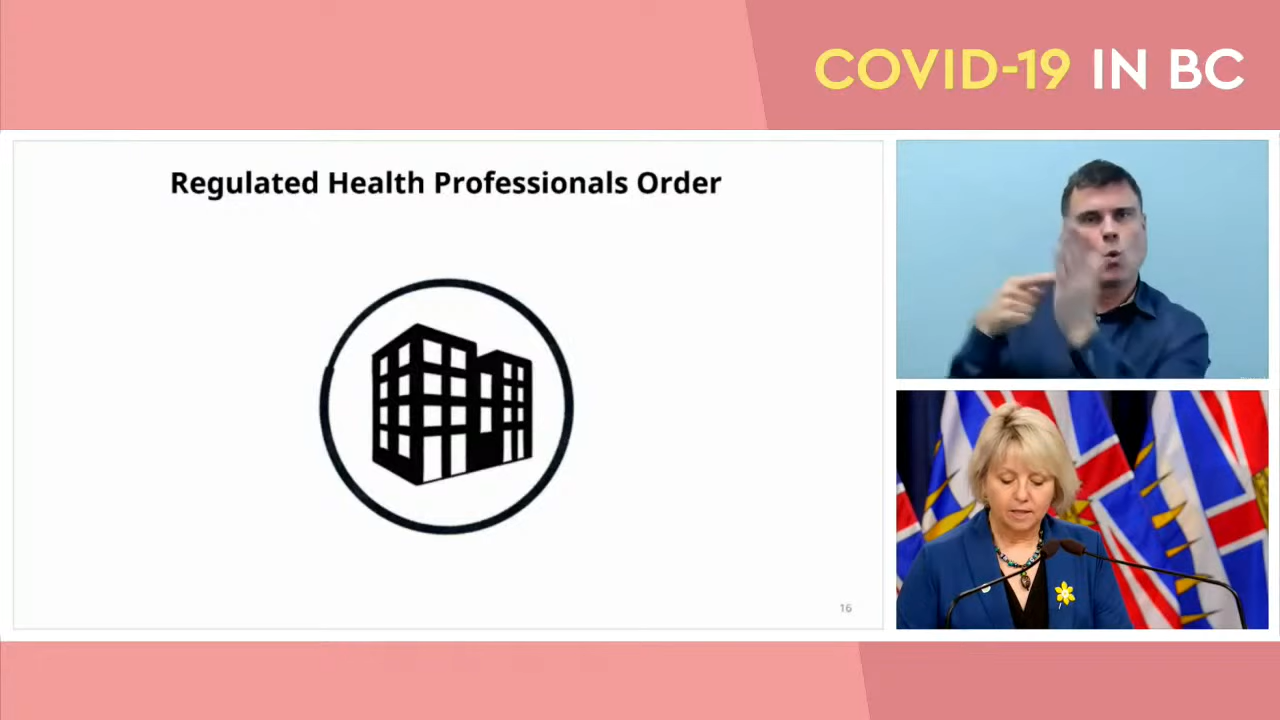 COVID-19 IN BC
Regulated Health Professionals Order
16